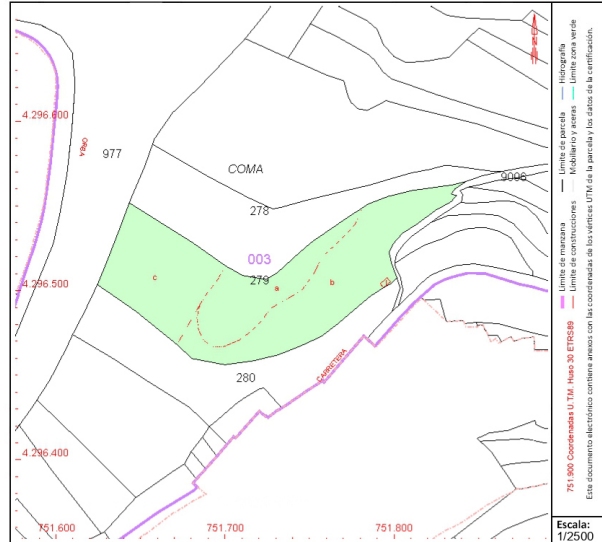 4.296.600
ORBA
977
COMA
9006
278
003
279
4.296.500
c
a
b
CZ
280
CARRETERA
4.296.400
751.600
751.700
751.800
Límite de manzana
Límite de parcela
Hidrografía
Límite de construcciones
Mobiliario y aceras
Límite zona verde
751.900 Coordenadas U.T.M. Huso 30 ETRS89
Este documento electrónico contiene anexos con las coordenadas de los vértices UTM de la parcela y los datos de la certificación.
Escala:
1/2500